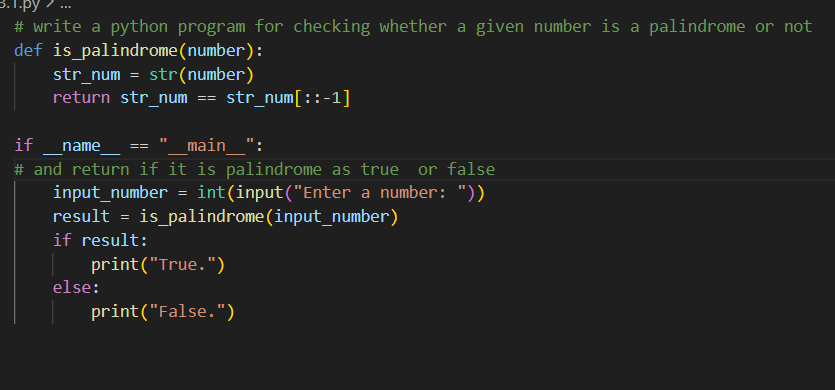 3.1.py > ...
# write a python program for checking whether a given number is a palindrome or not
def is_palindrome(number):
    str_num = str(number)
    return str_num == str_num[::-1]

if __name__ == "__main__":
# and return if it is palindrome as true  or false
    input_number = int(input("Enter a number: "))
    result = is_palindrome(input_number)
    if result:
        print("True.")
    else:
        print("False.")